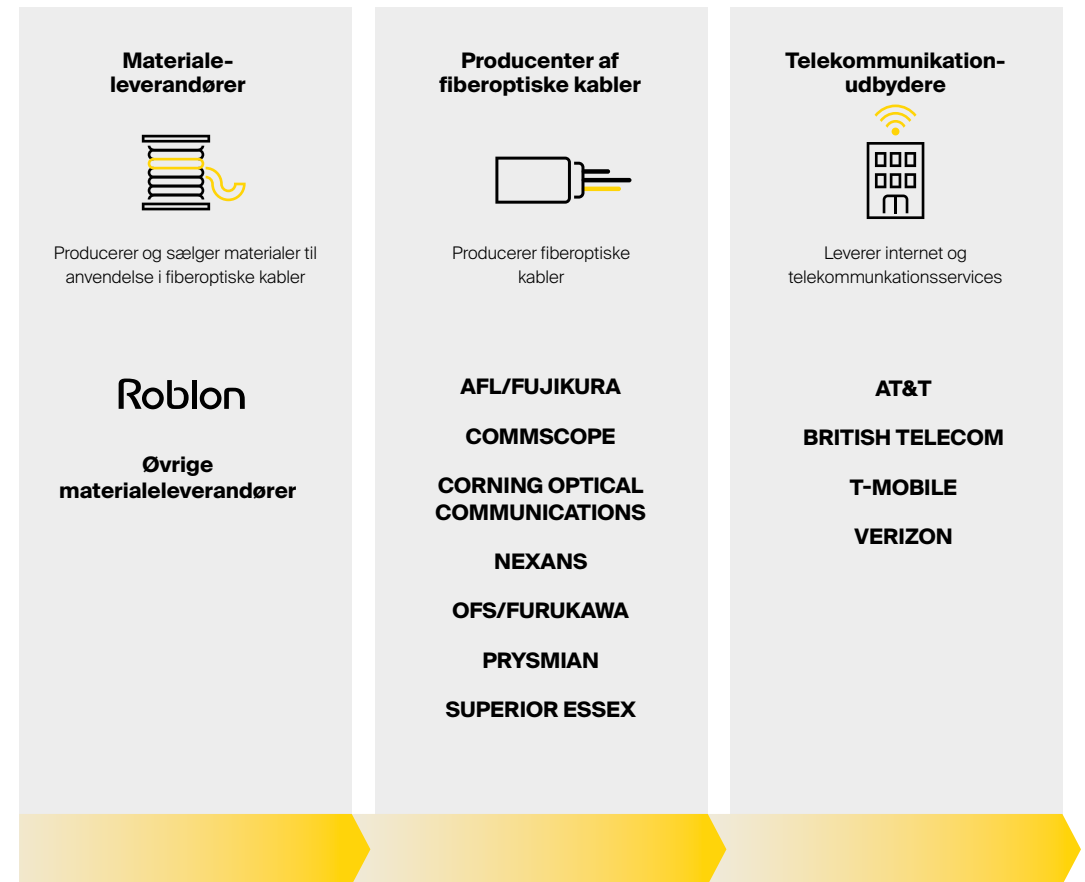 Materiale-
leverandører
Producerer og sælger materialer til
anvendelse i fiberoptiske kabler
Roblon
Øvrige
materialeleverandører
Producenter af
fiberoptiske kabler
Producerer fiberoptiske
kabler
AFL/FUJIKURA
COMMSCOPE
CORNING OPTICAL
COMMUNICATIONS
NEXANS
OFS/FURUKAWA
PRYSMIAN
SUPERIOR ESSEX
Telekommunikation-
udbydere
Leverer internet og
telekommunkationsservices
AT&T
BRITISH TELECOM
T-MOBILE
VERIZON